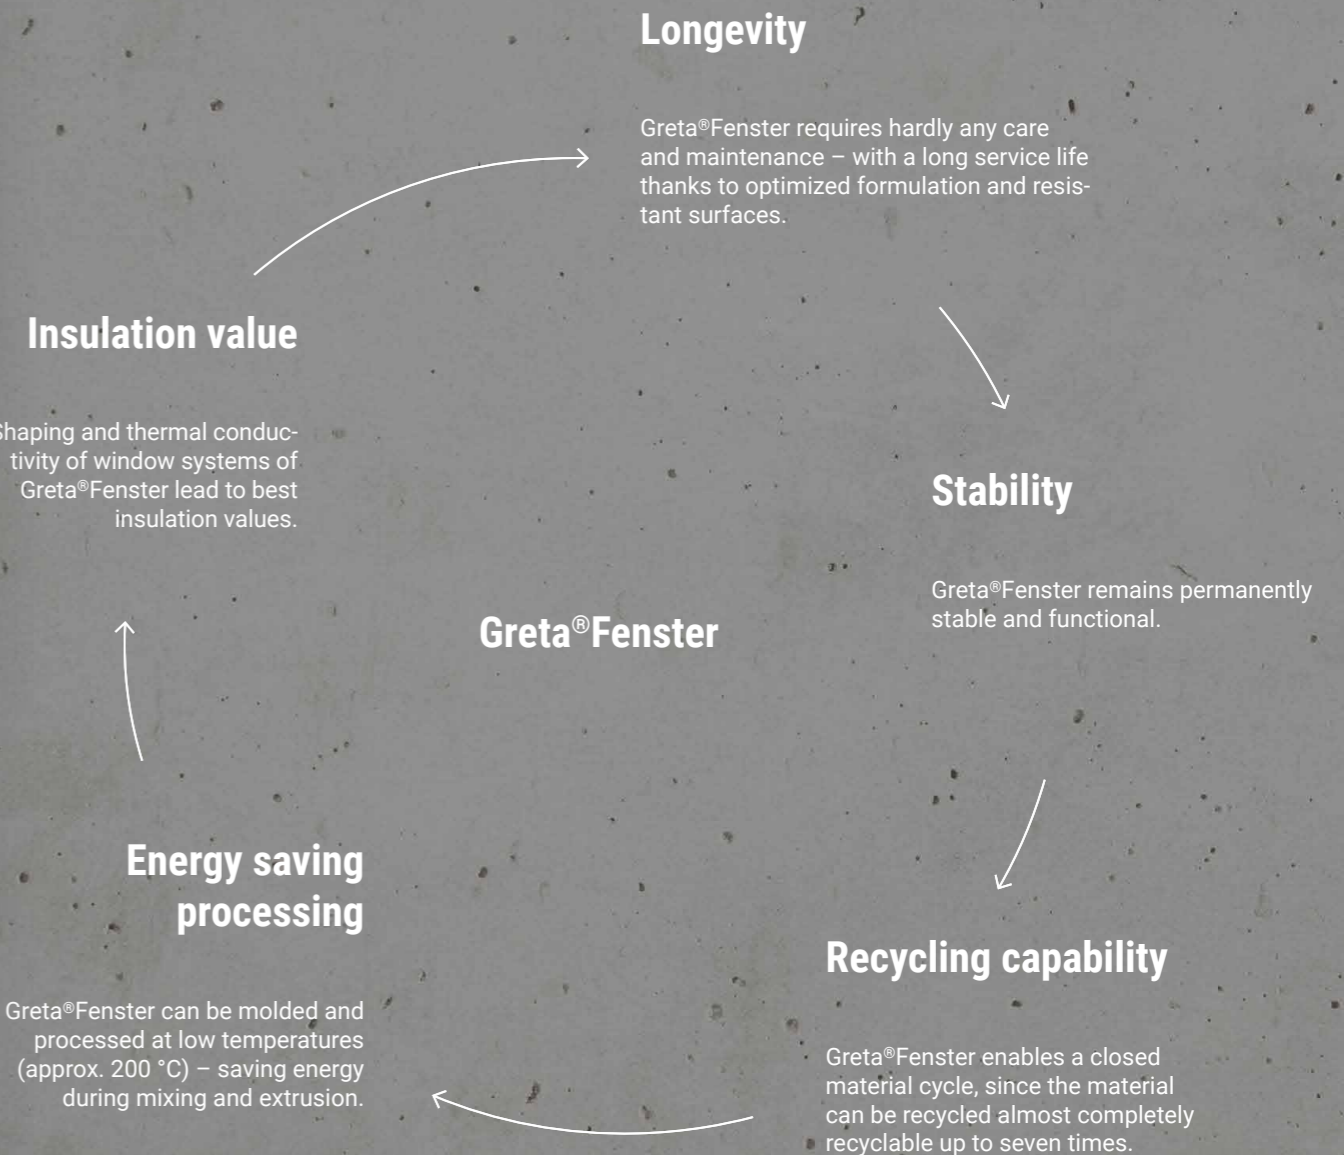 Longevity
Greta®Fenster requires hardly any care
and maintenance – with a long service life
thanks to optimized formulation and resis-
tant surfaces.
Stability
Greta®Fenster remains permanently
stable and functional.
Recycling capability
Greta®Fenster enables a closed
material cycle, since the material
can be recycled almost completely
recyclable up to seven times.
Energy saving
processing
Greta®Fenster can be molded and
processed at low temperatures
(approx. 200 °C) – saving energy
during mixing and extrusion.
Insulation value
Shaping and thermal conduc-
tivity of window systems of
Greta®Fenster lead to best
insulation values.
Greta®Fenster